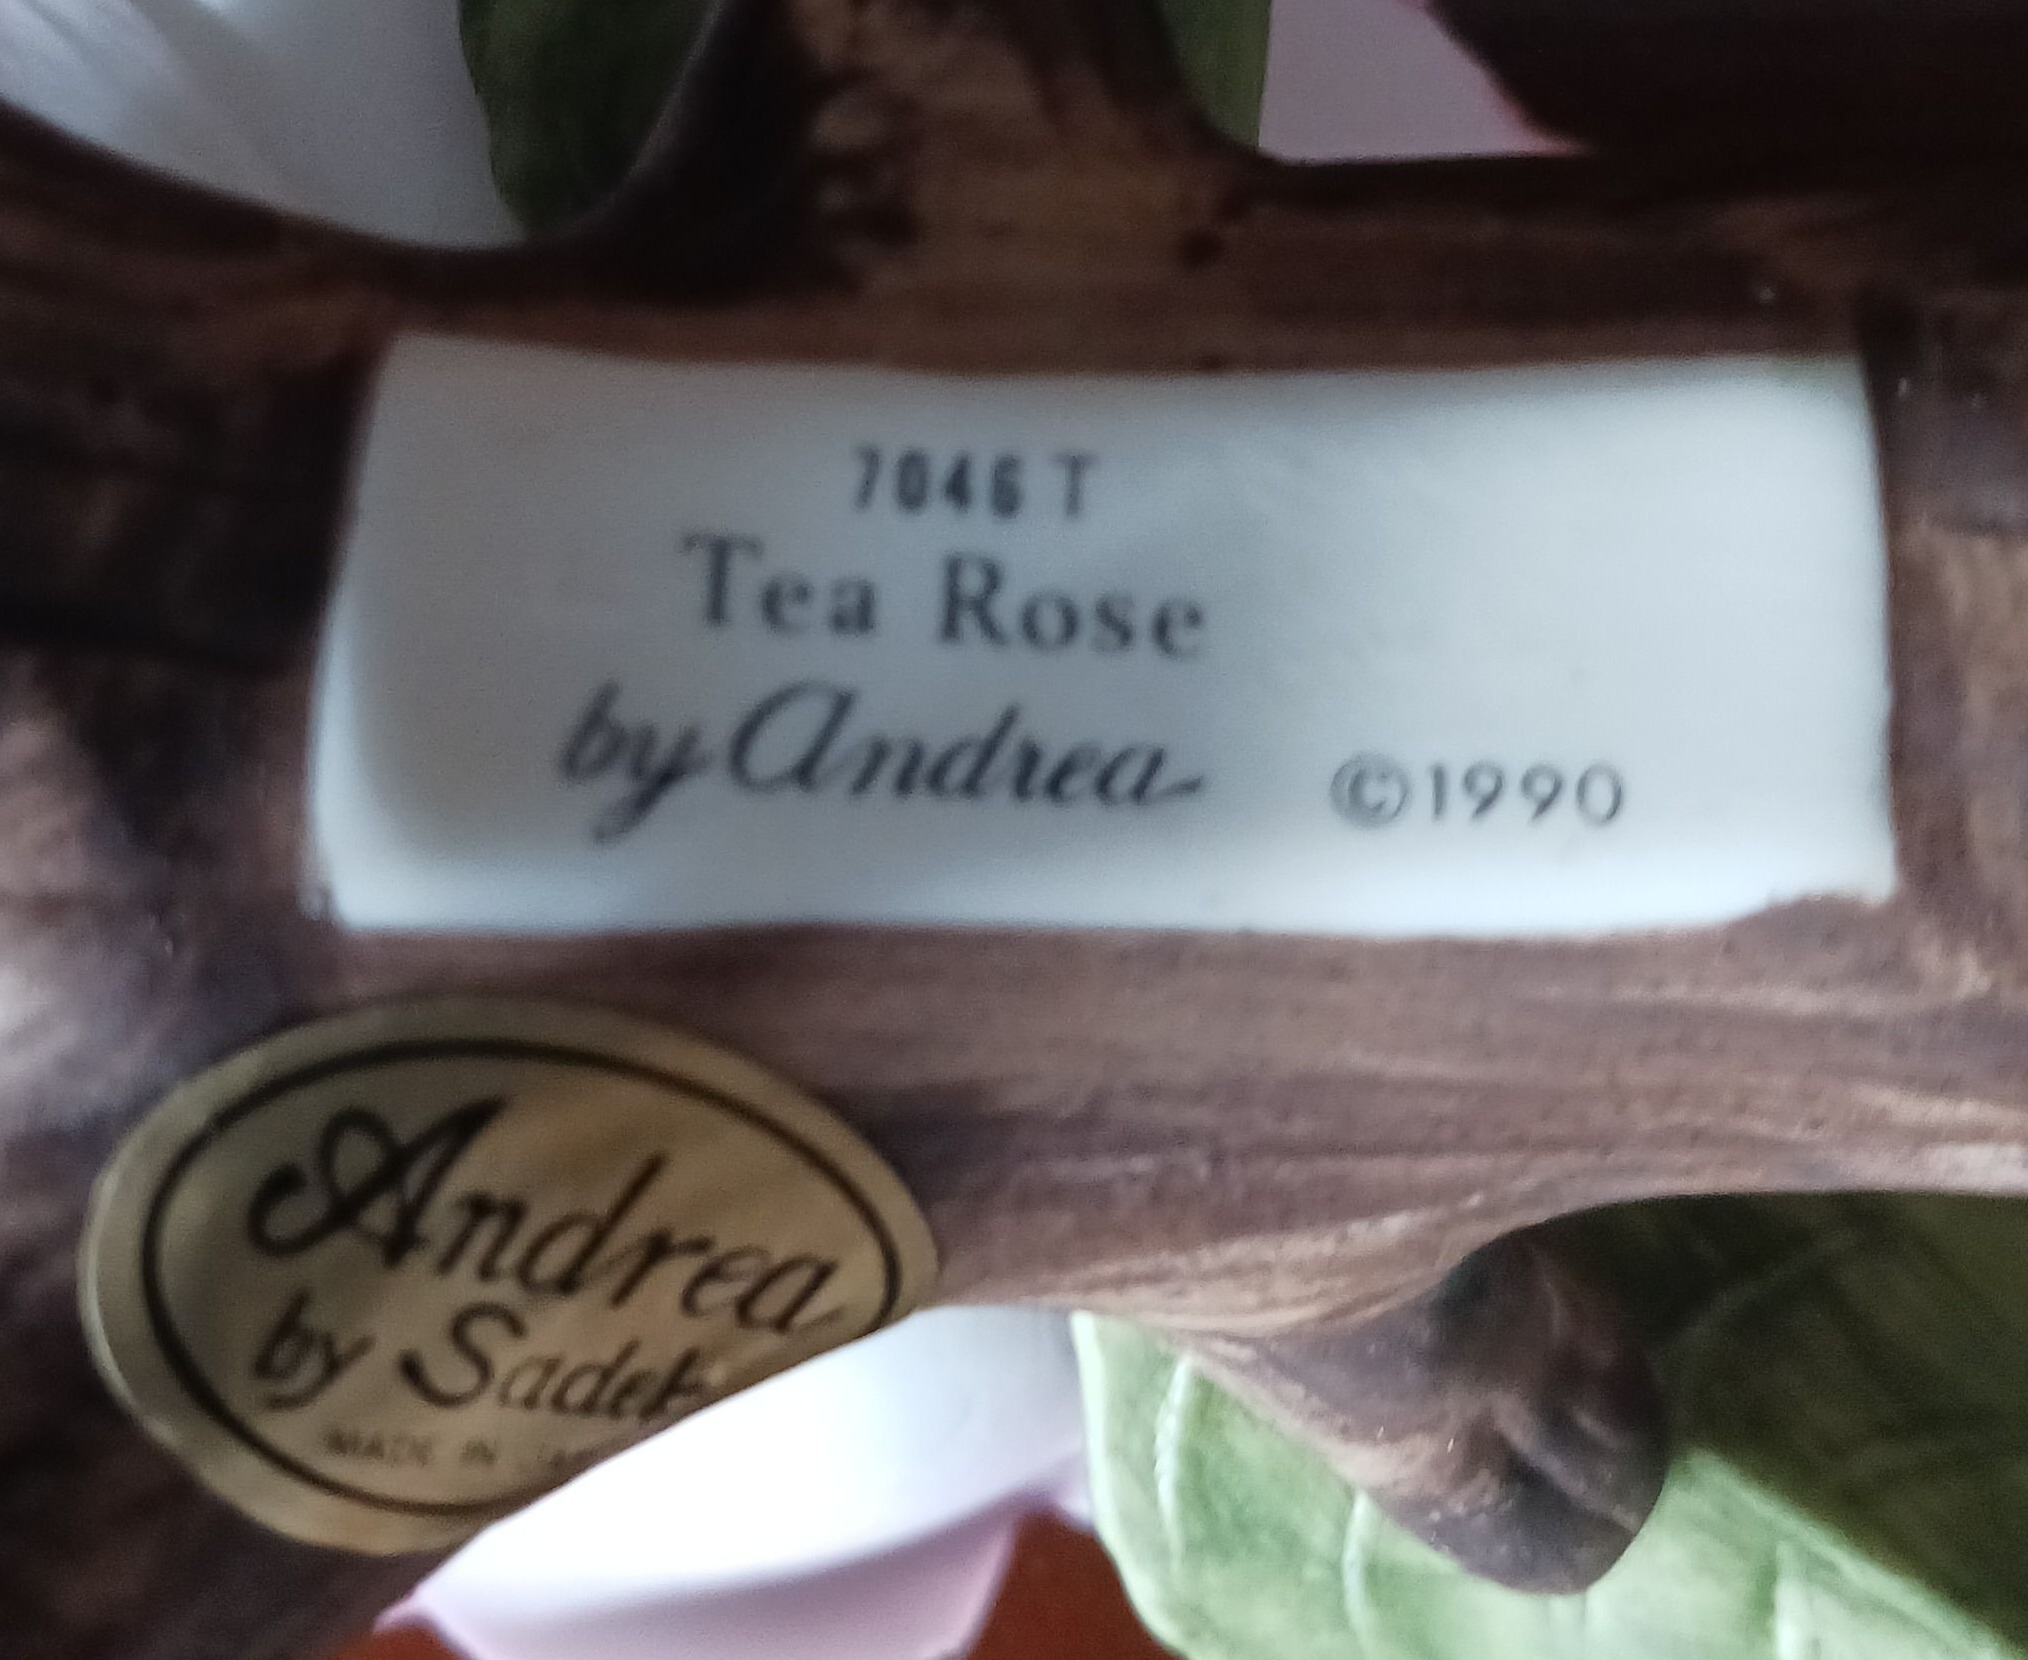 7046 T
Tea Rose
by Andrea ©1990
Andrea
by Sadek
MADE IN